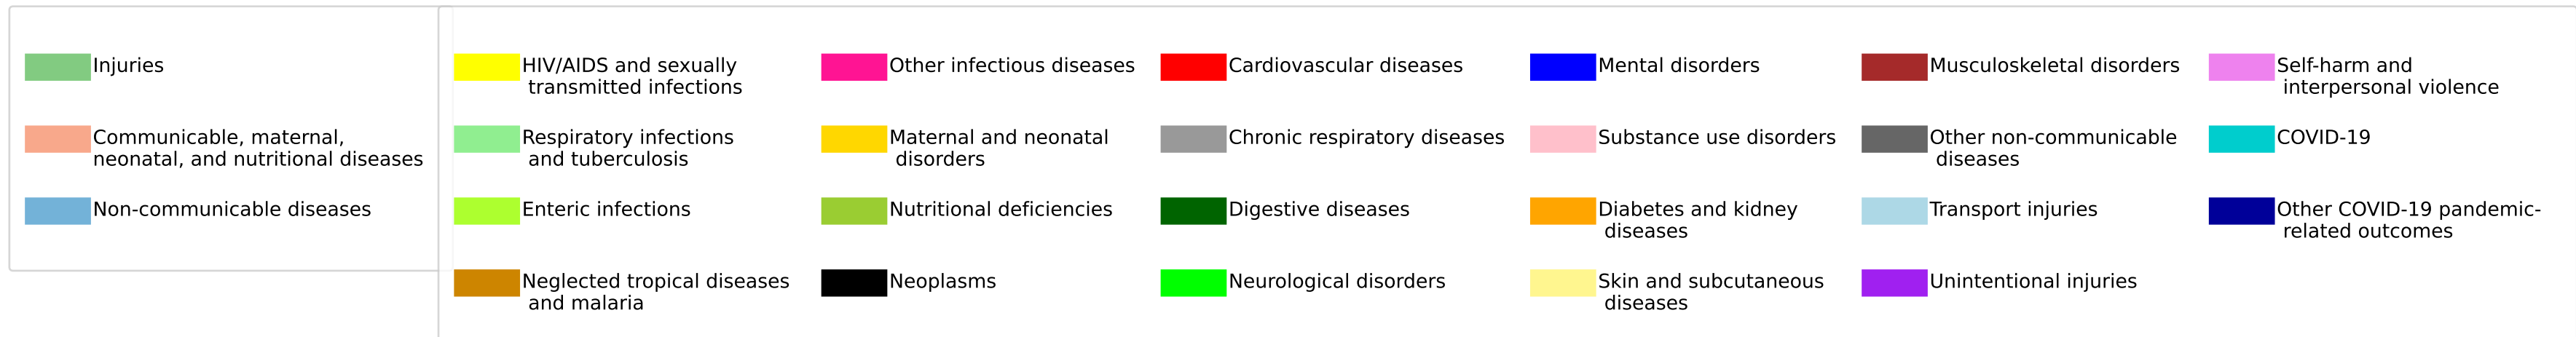 Injuries
Communicable, maternal,
neonatal, and nutritional diseases
Non-communicable diseases
HIV/AIDS and sexually
transmitted infections
Respiratory infections
and tuberculosis
Enteric infections
Neglected tropical diseases
and malaria
Other infectious diseases
Maternal and neonatal
disorders
Nutritional deficiencies
Neoplasms
Cardiovascular diseases
Chronic respiratory diseases
Digestive diseases
Neurological disorders
Mental disorders
Substance use disorders
Diabetes and kidney
diseases
Skin and subcutaneous
diseases
Musculoskeletal disorders
Other non-communicable
diseases
Transport injuries
Unintentional injuries
Self-harm and
interpersonal violence
COVID-19
Other COVID-19 pandemic-
related outcomes